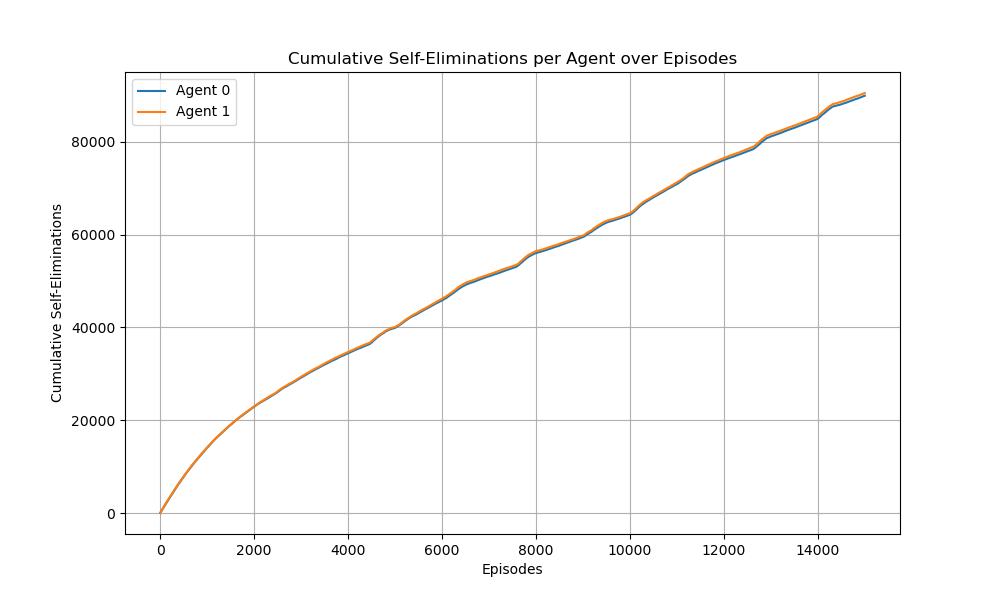 Cumulative Self-Eliminations per Agent over Episodes
Agent 0
Agent 1
Cumulative Self-Eliminations
80000
60000
40000
20000
0
0 2000 4000 6000 8000 10000 12000 14000
Episodes